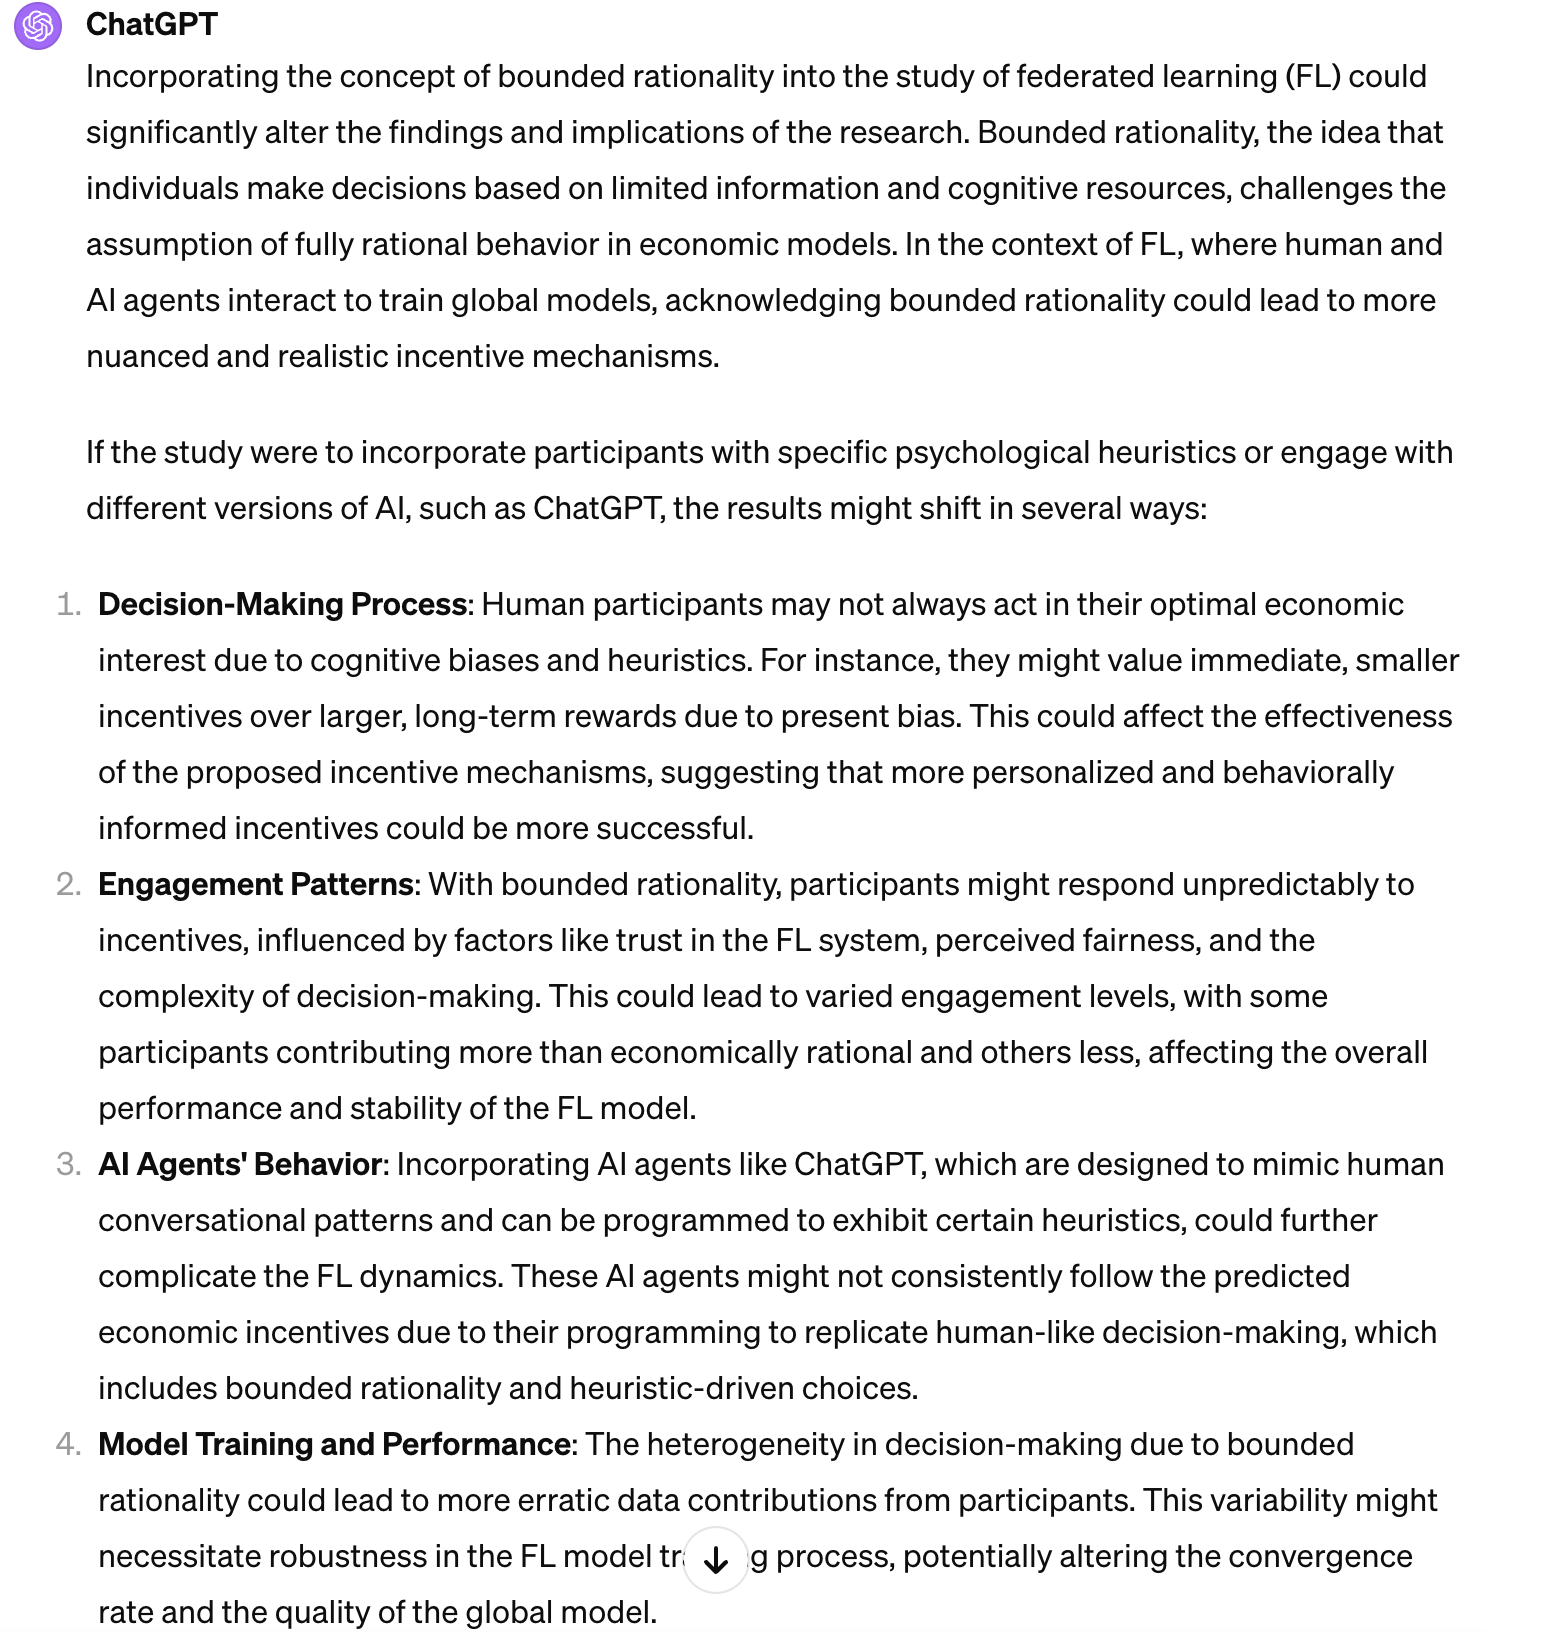 ChatGPT
Incorporating the concept of bounded rationality into the study of federated learning (FL) could
significantly alter the findings and implications of the research. Bounded rationality, the idea that
individuals make decisions based on limited information and cognitive resources, challenges the
assumption of fully rational behavior in economic models. In the context of FL, where human and
AI agents interact to train global models, acknowledging bounded rationality could lead to more
nuanced and realistic incentive mechanisms.
If the study were to incorporate participants with specific psychological heuristics or engage with
different versions of AI, such as ChatGPT, the results might shift in several ways:
1. Decision-Making Process: Human participants may not always act in their optimal economic
interest due to cognitive biases and heuristics. For instance, they might value immediate, smaller
incentives over larger, long-term rewards due to present bias. This could affect the effectiveness
of the proposed incentive mechanisms, suggesting that more personalized and behaviorally
informed incentives could be more successful.
2. Engagement Patterns: With bounded rationality, participants might respond unpredictably to
incentives, influenced by factors like trust in the FL system, perceived fairness, and the
complexity of decision-making. This could lead to varied engagement levels, with some
participants contributing more than economically rational and others less, affecting the overall
performance and stability of the FL model.
3. AI Agents' Behavior: Incorporating AI agents like ChatGPT, which are designed to mimic human
conversational patterns and can be programmed to exhibit certain heuristics, could further
complicate the FL dynamics. These AI agents might not consistently follow the predicted
economic incentives due to their programming to replicate human-like decision-making, which
includes bounded rationality and heuristic-driven choices.
4. Model Training and Performance: The heterogeneity in decision-making due to bounded
rationality could lead to more erratic data contributions from participants. This variability might
necessitate robustness in the FL model process, potentially altering the convergence
rate and the quality of the global model.